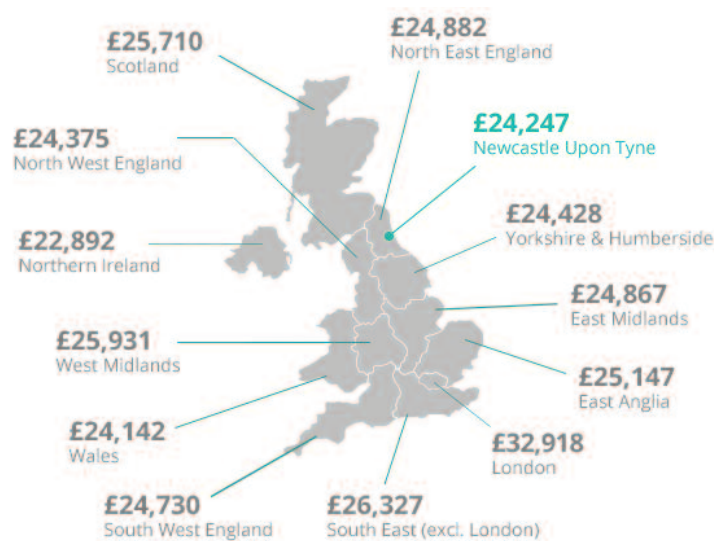 £25,710
Scotland
£24,882
North East England
£24,247
Newcastle Upon Tyne
£24,375
North West England
£24,428
Yorkshire & Humberside
£22,892
Northern Ireland
£24,867
East Midlands
£25,931
West Midlands
£25,147
East Anglia
£24,142
Wales
£32,918
London
£24,730
South West England
£26,327
South East (excl. London)